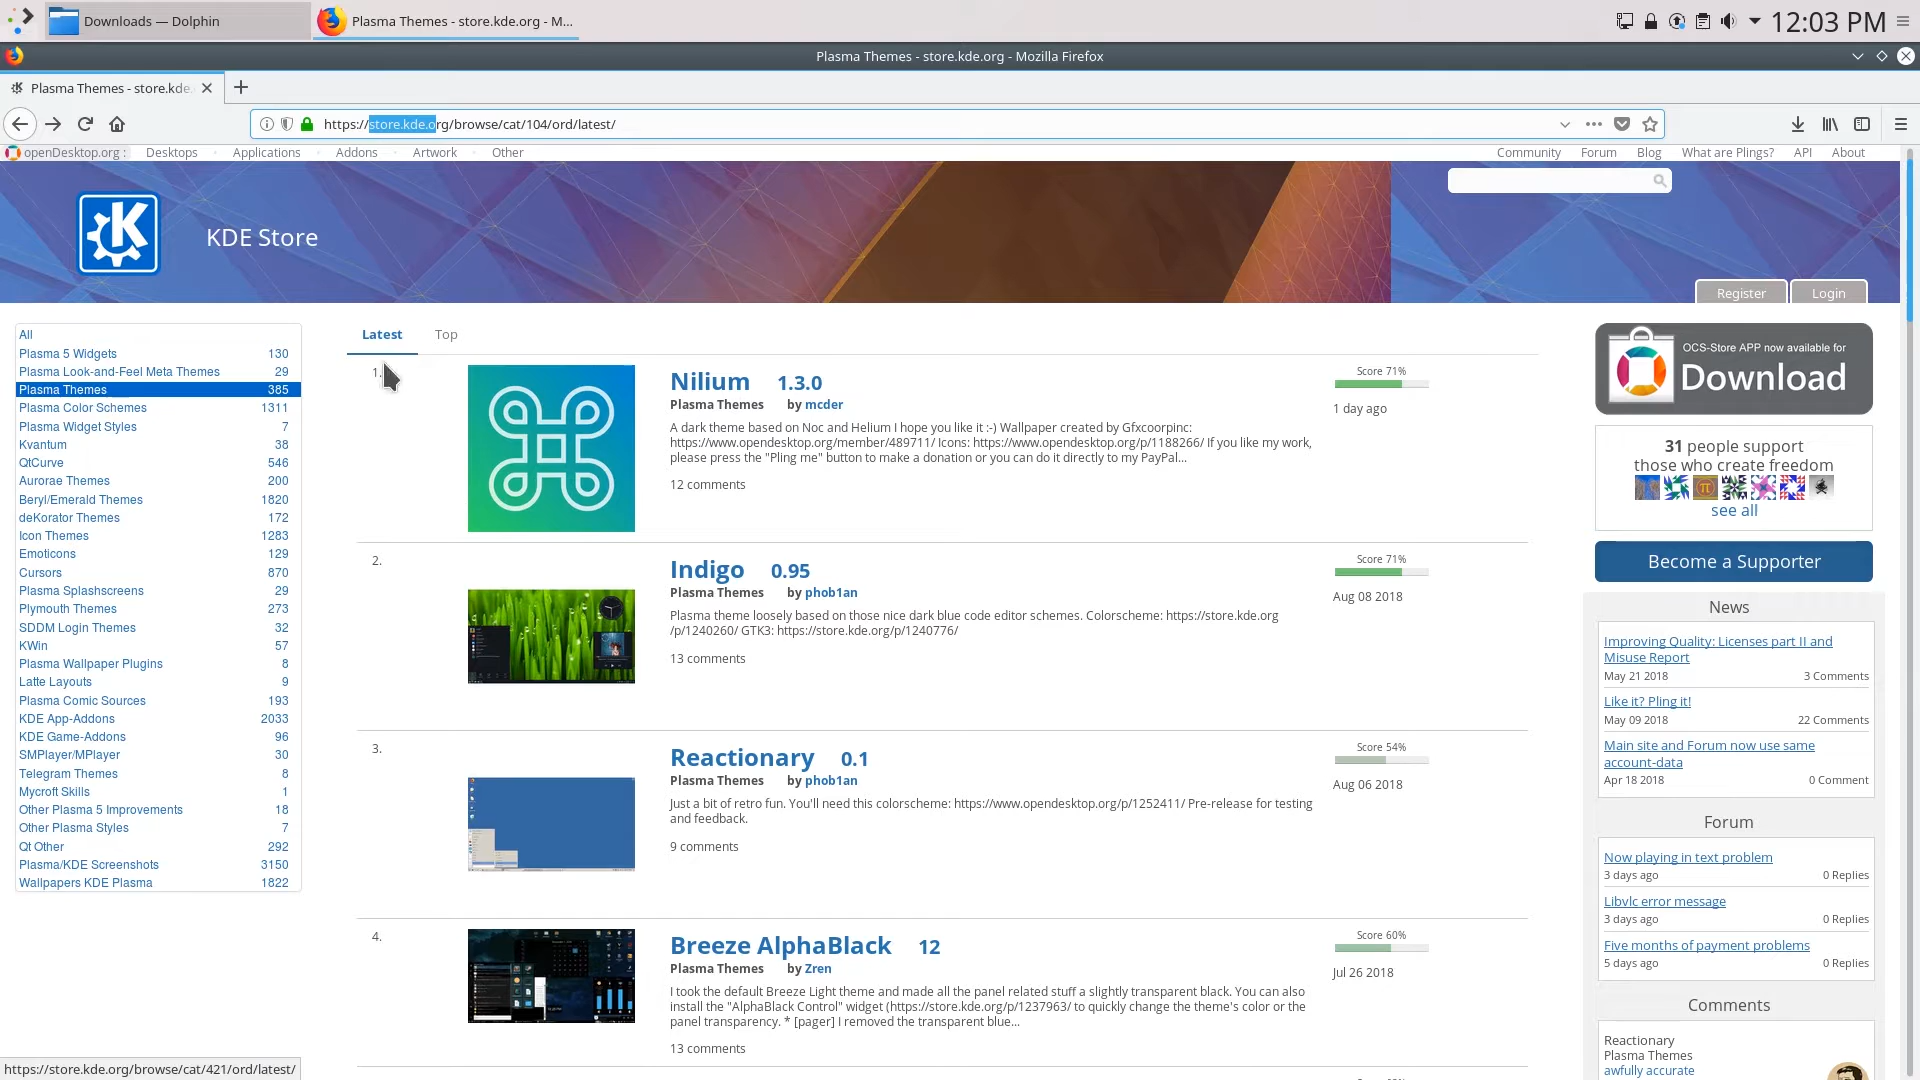 Downloads — Dolphin
Plasma Themes - store.kde.org - M...
12:03 PM
Plasma Themes - store.kde.org - Mozilla Firefox
Plasma Themes - store.kde.
https://store.kde.org/browse/cat/104/ord/latest/
openDesktop.org : Desktops Applications Addons Artwork Other
Community Forum Blog What are Plings? API About
KDE Store
Register Login
All
Plasma 5 Widgets 130
Plasma Look-and-Feel Meta Themes 29
Plasma Themes 385
Plasma Color Schemes 1311
Plasma Widget Styles 7
Kvantum 38
QtCurve 546
Aurorae Themes 200
Beryl/Emerald Themes 1820
deKorator Themes 172
Icon Themes 1283
Emoticons 129
Cursors 870
Plasma Splashscreens 29
Plymouth Themes 273
SDDM Login Themes 32
KWin 57
Plasma Wallpaper Plugins 8
Latte Layouts 9
Plasma Comic Sources 193
KDE App-Addons 2033
KDE Game-Addons 96
SMPlayer/MPlayer 30
Telegram Themes 8
Mycroft Skills 1
Other Plasma 5 Improvements 18
Other Plasma Styles 7
Qt Other 292
Plasma/KDE Screenshots 3150
Wallpapers KDE Plasma 1822
Latest Top
1.
Nilium 1.3.0
Plasma Themes by mcder
A dark theme based on Noc and Helium I hope you like it :-) Wallpaper created by Gfxcoorpinc:
https://www.opendesktop.org/member/489711/ Icons: https://www.opendesktop.org/p/1188266/ If you like my work,
please press the "Pling me" button to make a donation or you can do it directly to my PayPal...
12 comments
Score 71%
1 day ago
2.
Indigo 0.95
Plasma Themes by phob1an
Plasma theme loosely based on those nice dark blue code editor schemes. Colorscheme: https://store.kde.org
/p/1240260/ GTK3: https://store.kde.org/p/1240776/
13 comments
Score 71%
Aug 08 2018
3.
Reactionary 0.1
Plasma Themes by phob1an
Just a bit of retro fun. You'll need this colorscheme: https://www.opendesktop.org/p/1252411/ Pre-release for testing
and feedback.
9 comments
Score 54%
Aug 06 2018
4.
Breeze AlphaBlack 12
Plasma Themes by Zren
I took the default Breeze Light theme and made all the panel related stuff a slightly transparent black. You can also
install the "AlphaBlack Control" widget (https://store.kde.org/p/1237963/ to quickly change the theme's color or the
panel transparency. * [pager] I removed the transparent blue...
13 comments
Score 60%
Jul 26 2018
OCS-Store APP now available for
Download
31 people support
those who create freedom
see all
Become a Supporter
News
Improving Quality: Licenses part II and
Misuse Report
May 21 2018 3 Comments
Like it? Pling it!
May 09 2018 22 Comments
Main site and Forum now use same
account-data
Apr 18 2018 0 Comment
Forum
Now playing in text problem
3 days ago 0 Replies
Libvlc error message
3 days ago 0 Replies
Five months of payment problems
5 days ago 0 Replies
Comments
Reactionary
Plasma Themes
awfully accurate
https://store.kde.org/browse/cat/421/ord/latest/